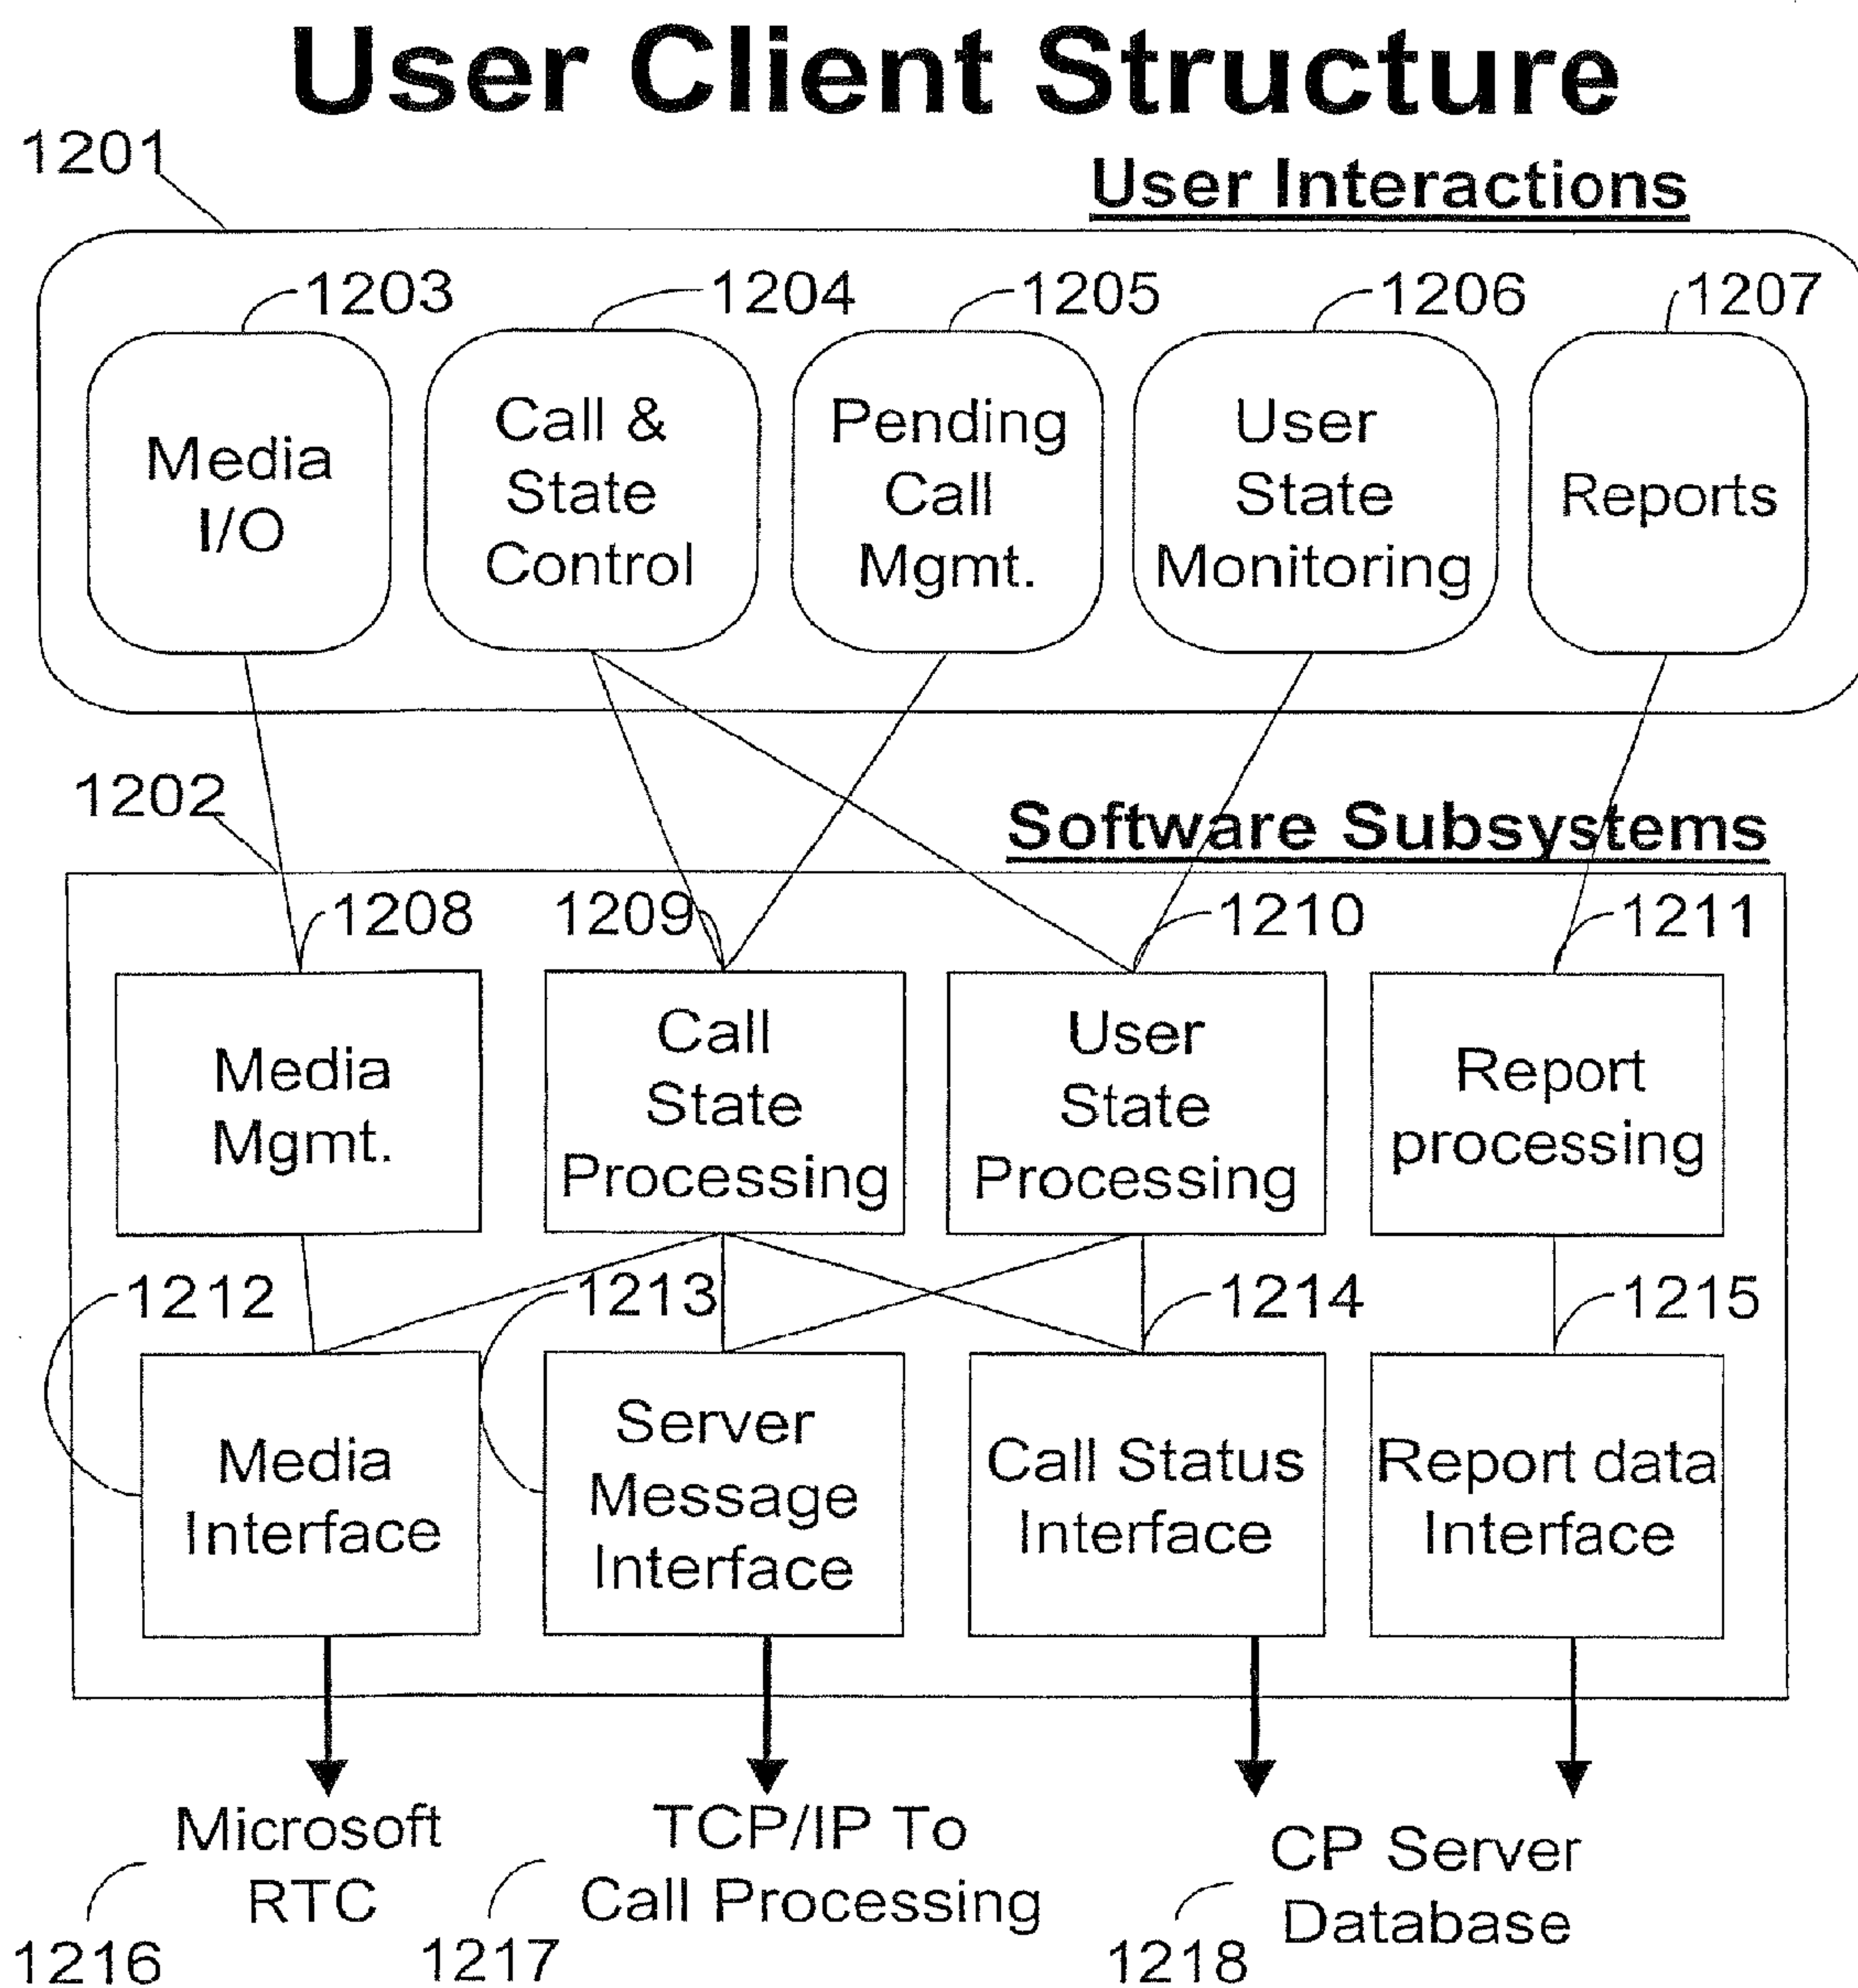 User Client Structure
1201
User Interactions
1203
1204
1205
1206
1207
Media
I/O
Call &
State
Control
Pending
Call
Mgmt.
User
State
Monitoring
Reports
1202
Software Subsystems
1208
1209
1210
1211
Media
Mgmt.
Call
State
Processing
User
State
Processing
Report
processing
1212
1213
1214
1215
Media
Interface
Server
Message
Interface
Call Status
Interface
Report data
Interface
Microsoft
RTC
1216
TCP/IP To
Call Processing
1217
CP Server
Database
1218